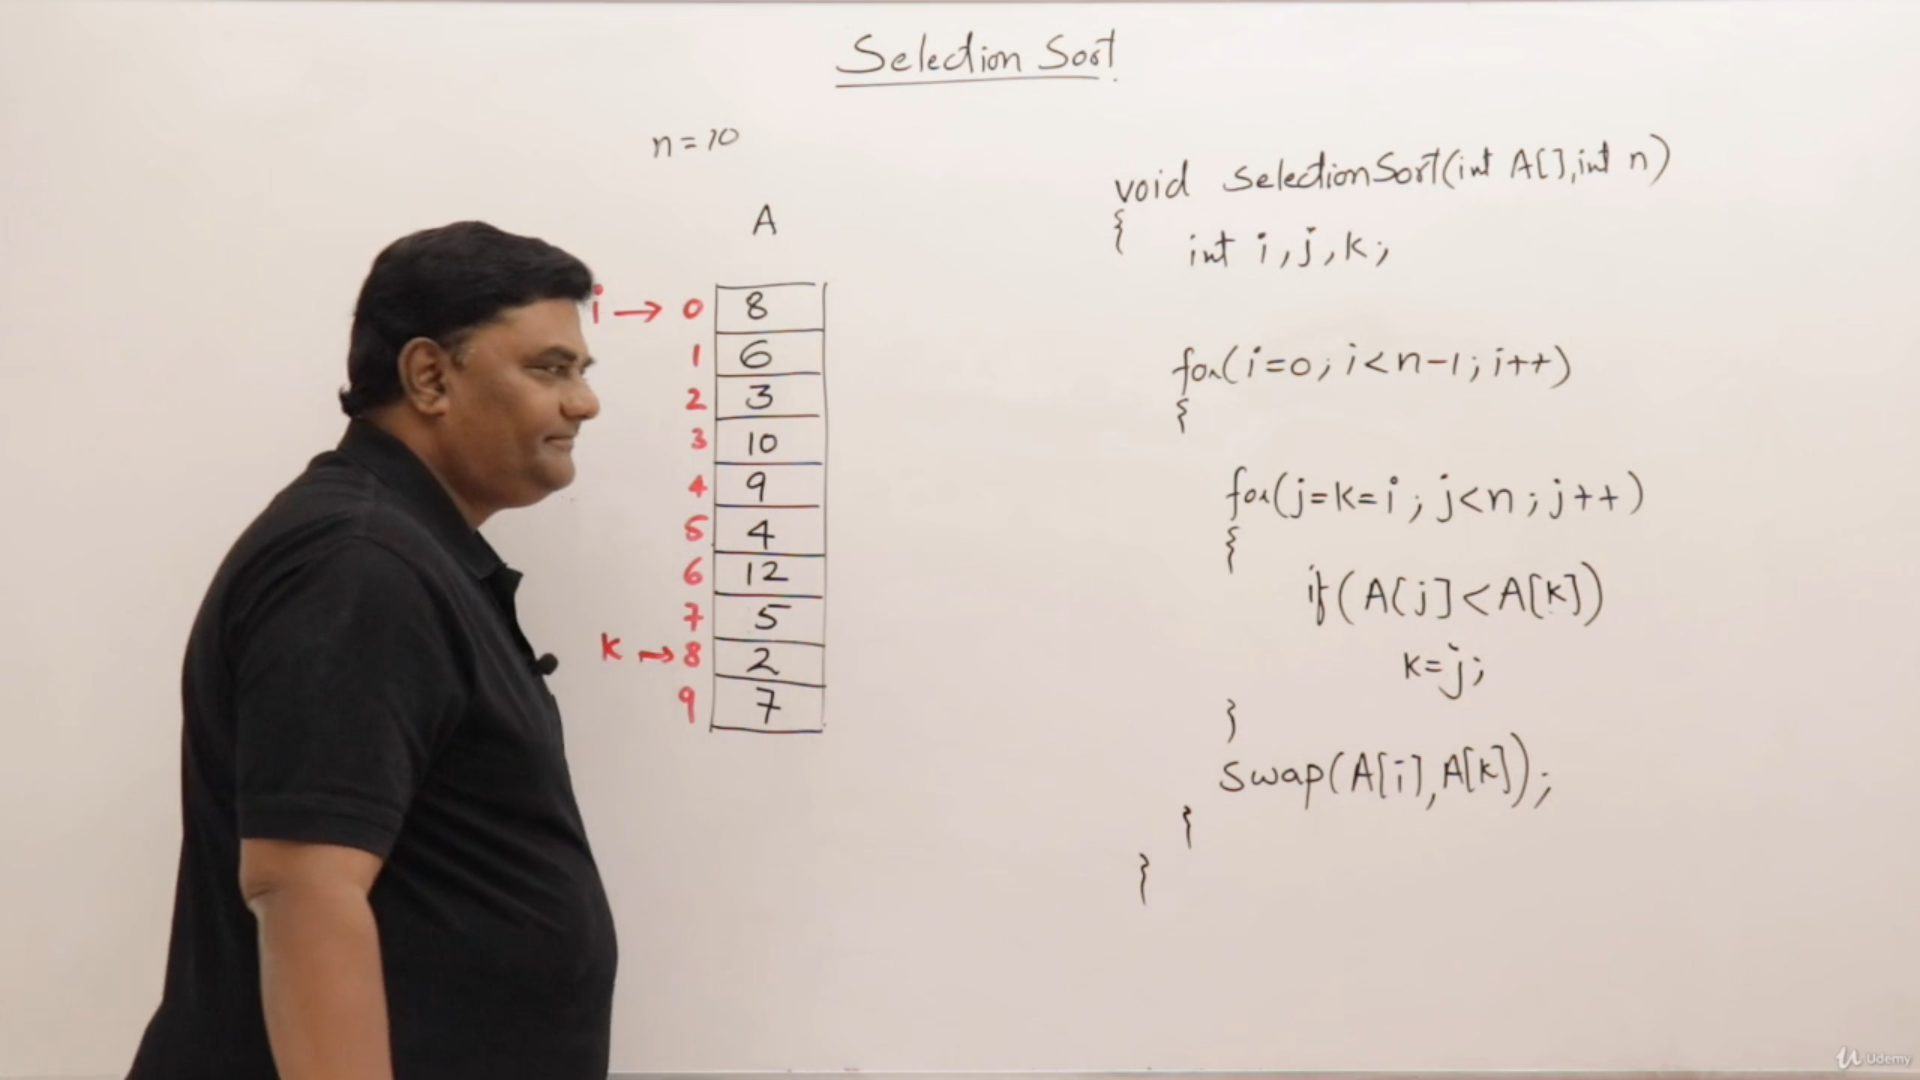 Selection Sort
n=10
A
i → 0 8
1 6
2 3
3 10
4 9
5 4
6 12
7 5
k → 8 2
9 7
void SelectionSort(int A[],int n)
{
int i,j,k;
for(i=0;i<n-1;i++)
{
for(j=k=i;j<n;j++)
{
if(A[j]<A[k])
k=j;
}
swap(A[i],A[k]);
}
}
Udemy